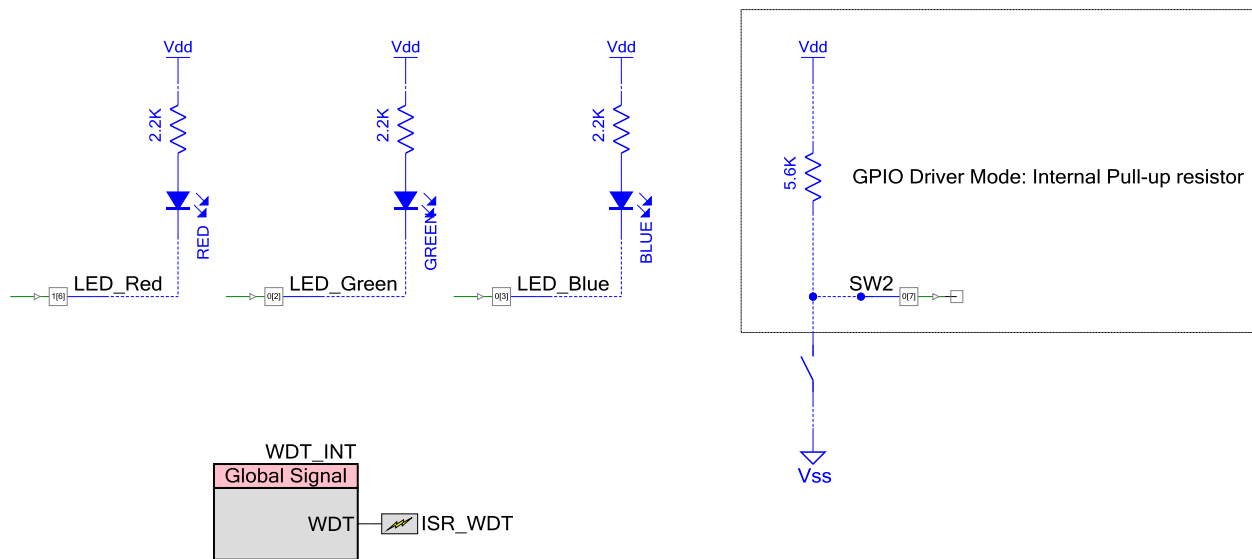 Vdd
Vdd
Vdd
Vdd
2.2K
2.2K
2.2K
5.6K
GPIO Driver Mode: Internal Pull-up resistor
RED
GREEN
BLUE
LED_Red
LED_Green
LED_Blue
SW2
1[6]
0[2]
0[3]
0[7]
WDT_INT
Global Signal
Vss
WDT
ISR_WDT